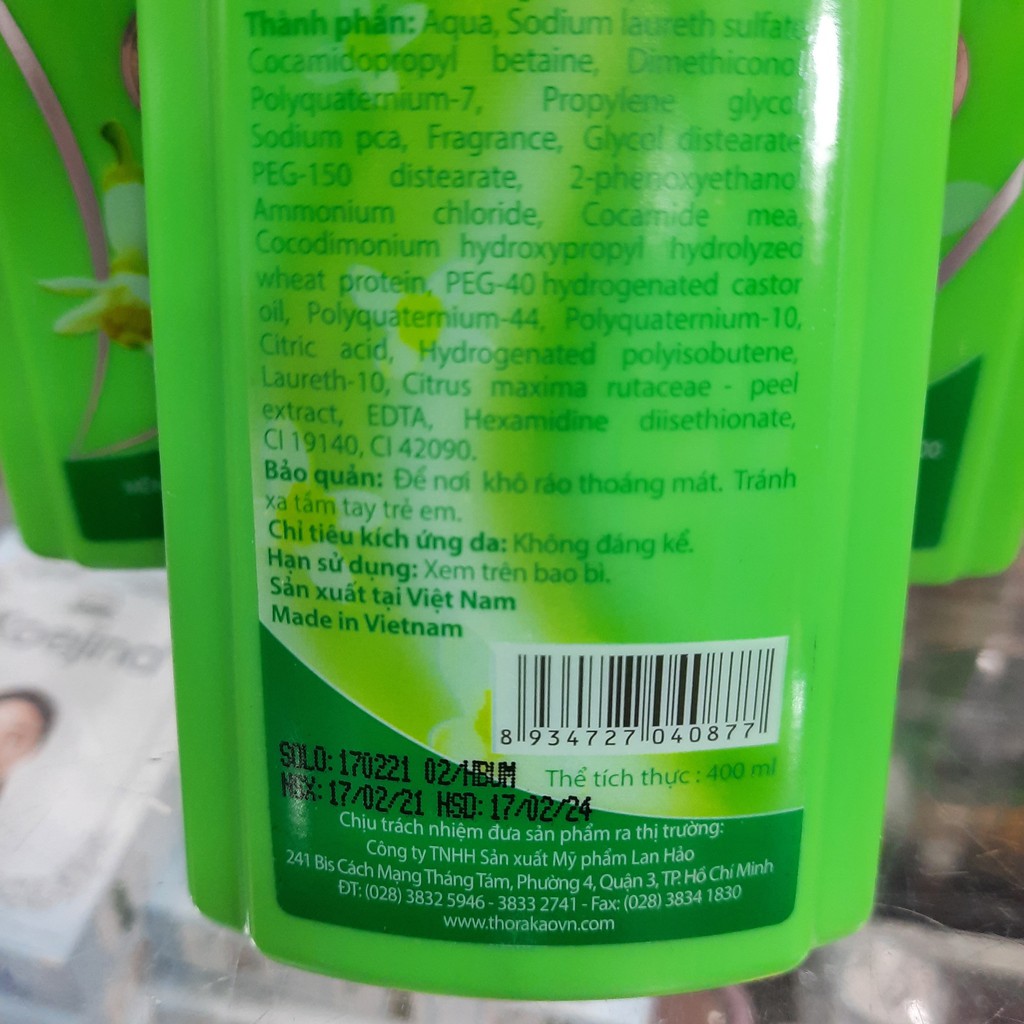 Thành phần: Aqua, Sodium laureth sulfate
Cocamidopropyl betaine, Dimethicono
Polyquaternium-7, Propylene glyco
Sodium pca, Fragrance, Glycol distearate
PEG-150 distearate, 2-phenoxyethanol
Ammonium chloride, Cocamide mea,
Cocodimonium hydroxypropyl hydrolyzed
wheat protein, PEG-40 hydrogenated castor
oil, Polyquaternium-44, Polyquaternium-10,
Citric acid, Hydrogenated polyisobutene,
Laureth-10, Citrus maxima rutaceae - peel
extract, EDTA, Hexamidine diisethionate,
CI 19140, CI 42090.
Bảo quản: Để nơi khô ráo thoáng mát. Tránh
xa tầm tay trẻ em.
Chỉ tiêu kích ứng da: Không đáng kể.
Hạn sử dụng: Xem trên bao bì.
Sản xuất tại Việt Nam
Made in Vietnam
8 934727 040877
SOLO: 170221 02/HBUM
Thể tích thực : 400 ml
NSX: 17/02/21 HSD: 17/02/24
Chịu trách nhiệm đưa sản phẩm ra thị trường:
Công ty TNHH Sản xuất Mỹ phẩm Lan Hảo
241 Bis Cách Mạng Tháng Tám, Phường 4, Quận 3, TP. Hồ Chí Minh
ĐT: (028) 3832 5946 - 3833 2741 - Fax: (028) 3834 1830
www.thorakaovn.com